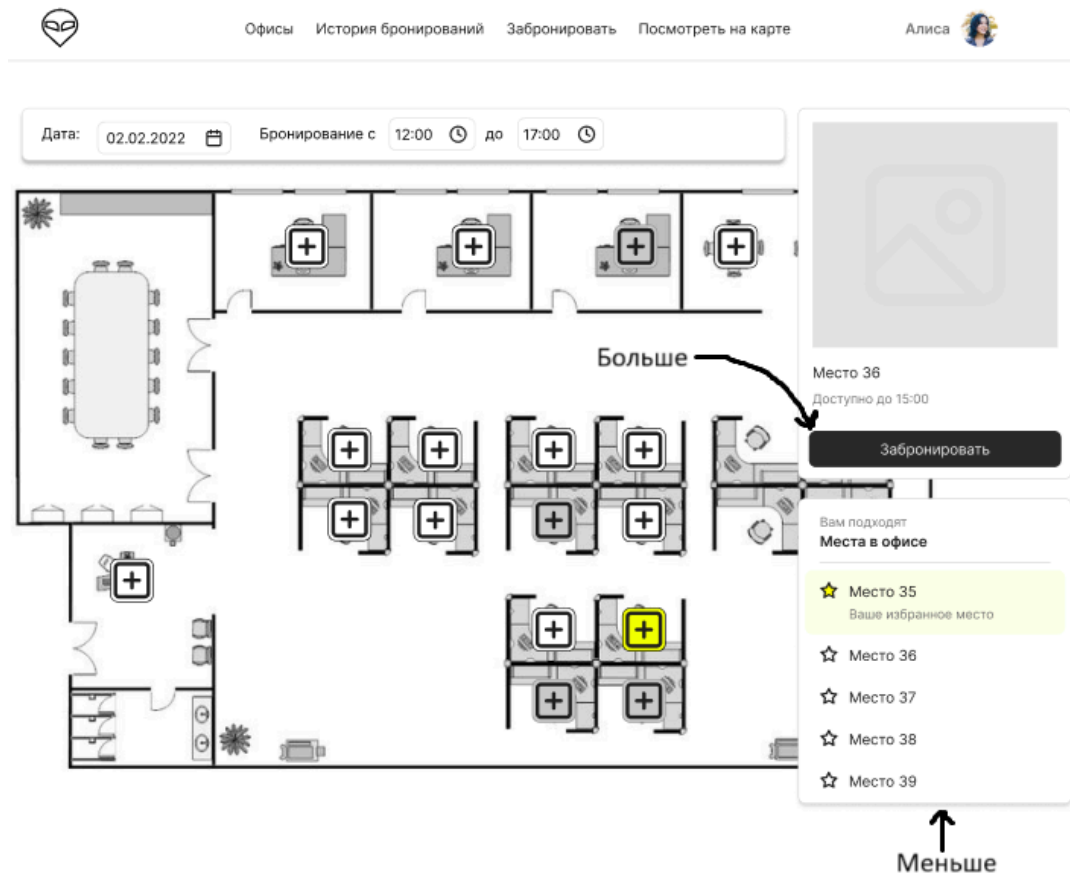 Офисы История бронирований Забронировать Посмотреть на карте Алиса
Дата: 02.02.2022 Бронирование с 12:00 до 17:00
Больше
Место 36
Доступно до 15:00
Забронировать
Вам подходят
Места в офисе
Место 35
Ваше избранное место
Место 36
Место 37
Место 38
Место 39
Меньше